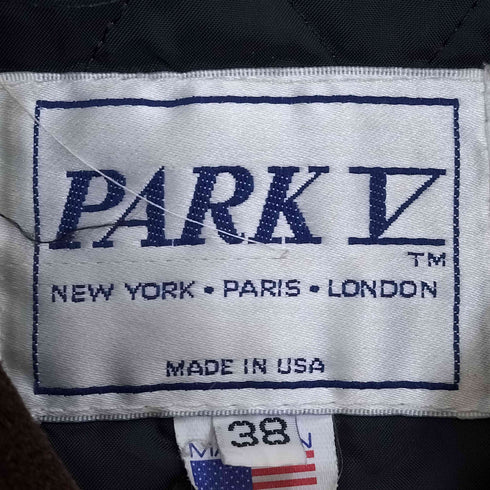 PARK V
TM
NEW YORK • PARIS • LONDON
MADE IN USA
38